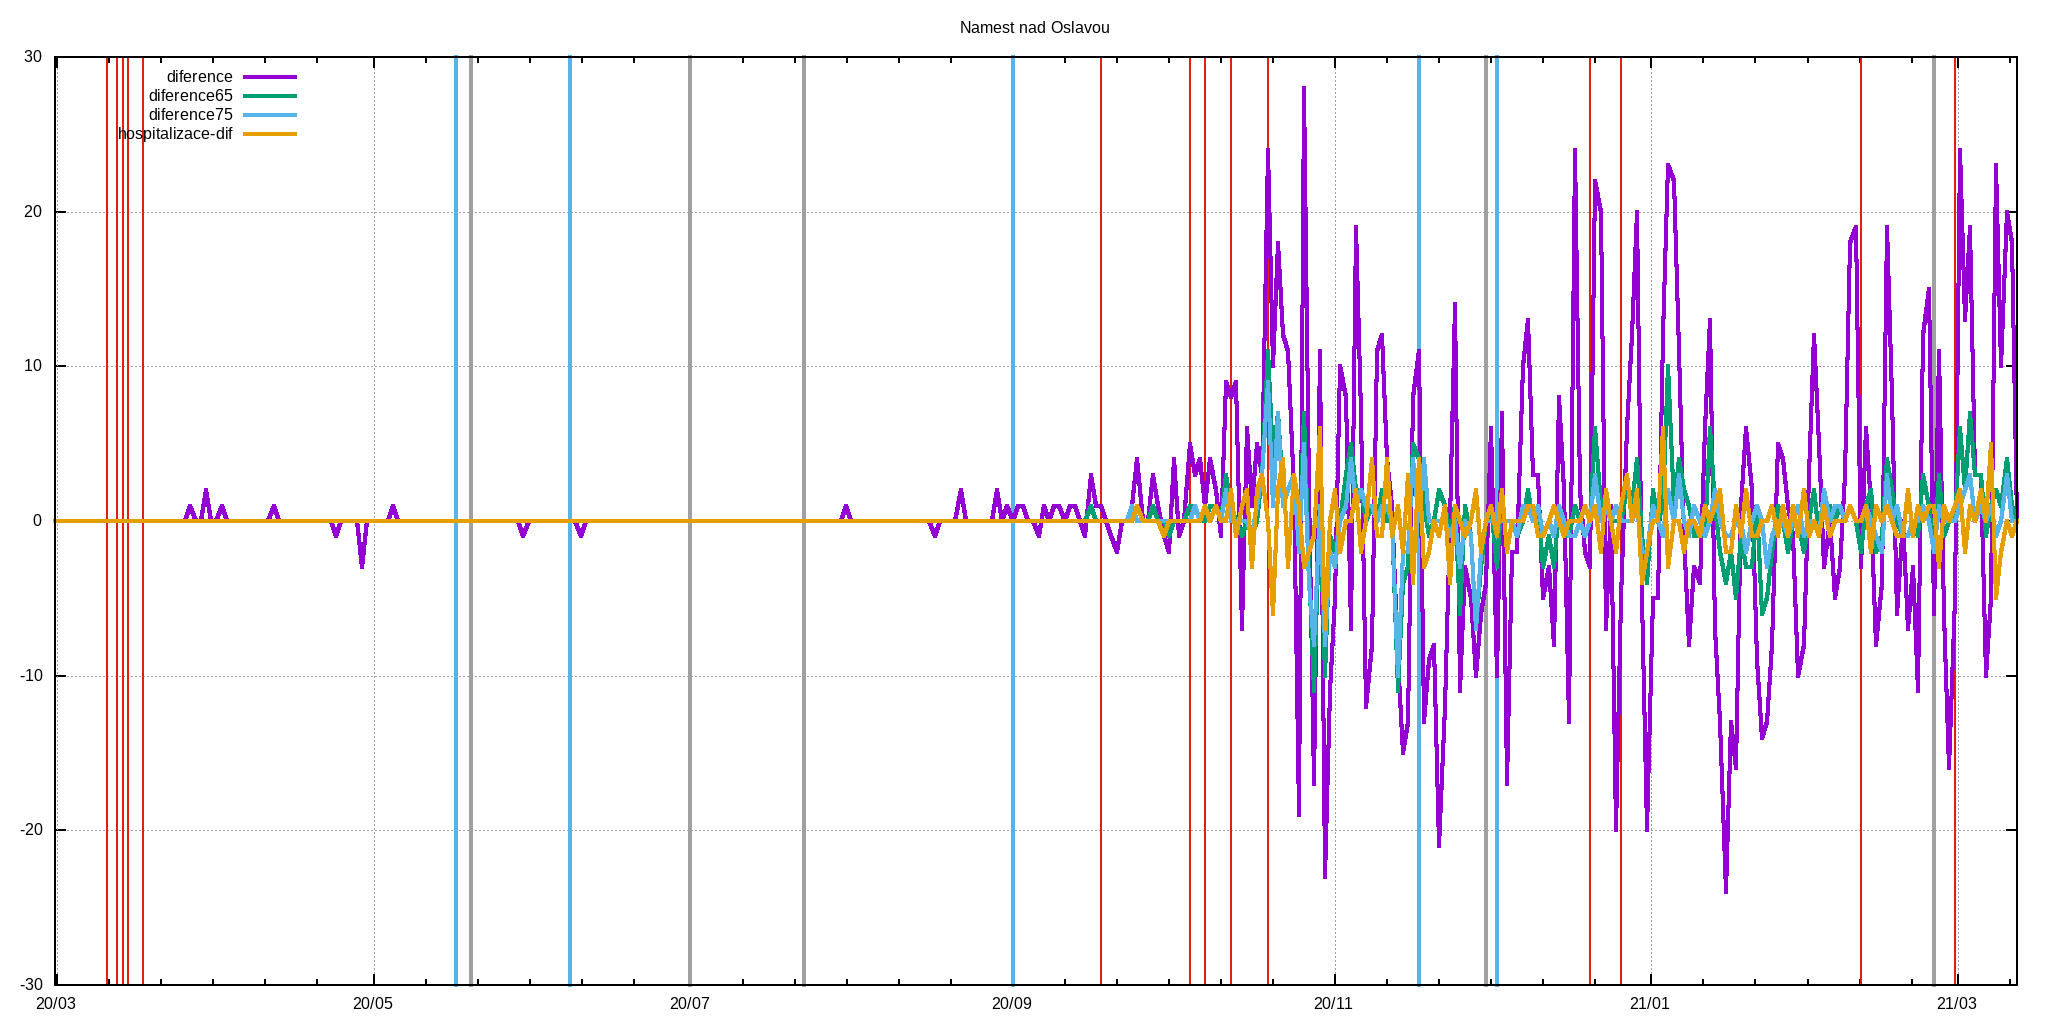 Namest nad Oslavou
30
diference
diference65
diference75
hospitalizace-dif
20
10
0
-10
-20
-30
20/03 20/05 20/07 20/09 20/11 21/01 21/03